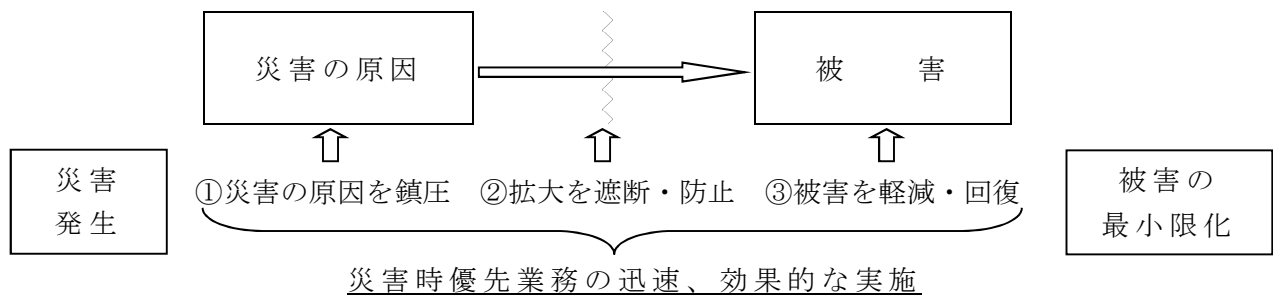 災害の原因
被害
災害
発生
①災害の原因を鎮圧
②拡大を遮断・防止
③被害を軽減・回復
被害の
最小限化
災害時優先業務の迅速、効果的な実施